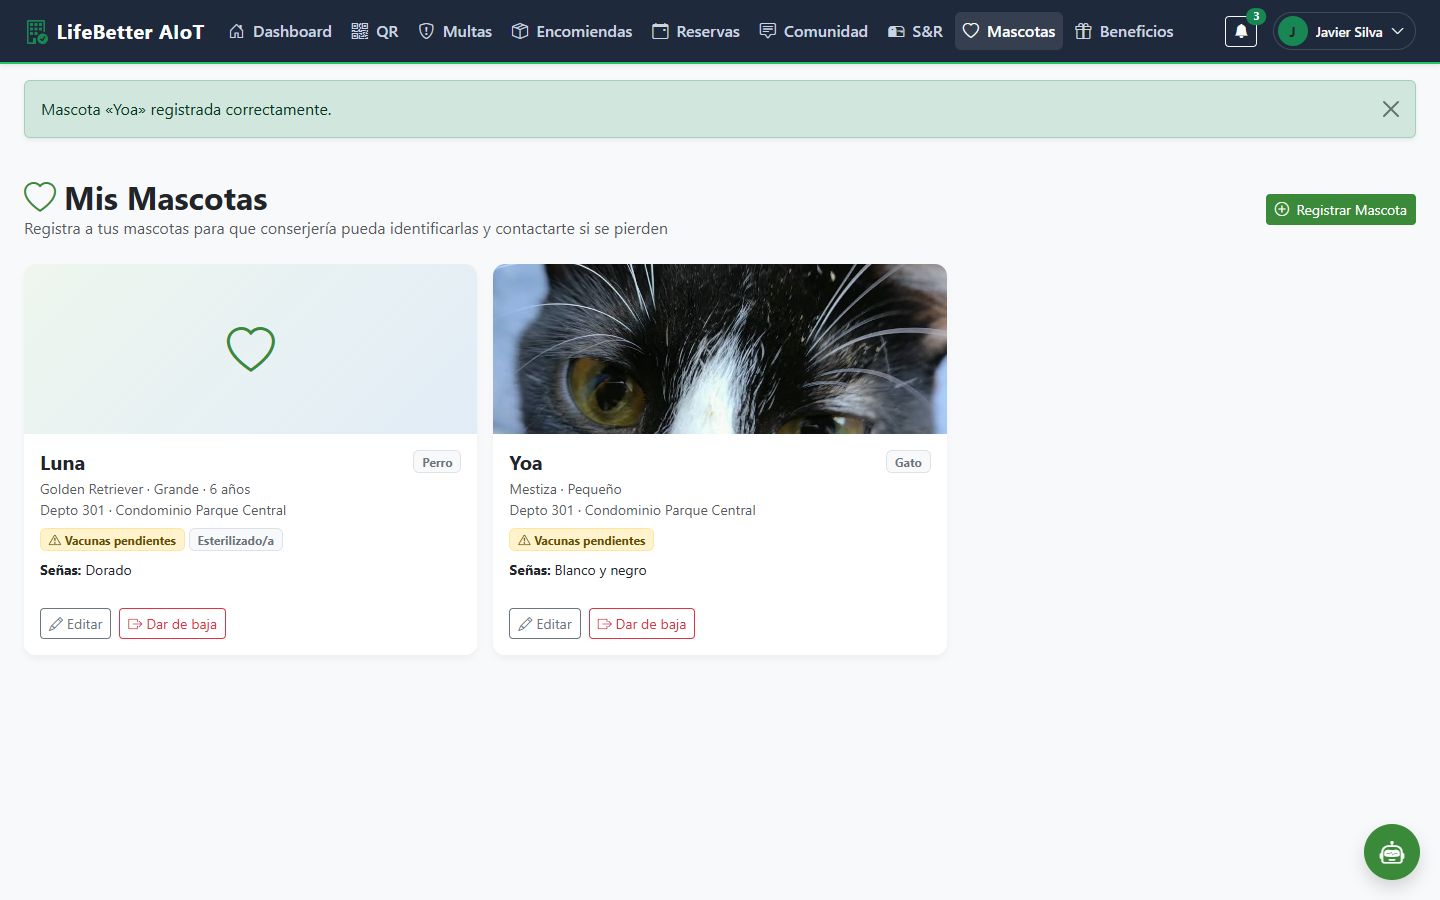 LifeBetter AIoT
Dashboard
QR
Multas
Encomiendas
Reservas
Comunidad
S&R
Mascotas
Beneficios
3
J
Javier Silva
Mascota «Yoa» registrada correctamente.
Mis Mascotas
Registra a tus mascotas para que conserjería pueda identificarlas y contactarte si se pierden
Registrar Mascota
Luna
Perro
Golden Retriever · Grande · 6 años
Depto 301 · Condominio Parque Central
Vacunas pendientes
Esterilizado/a
Señas: Dorado
Editar
Dar de baja
Yoa
Gato
Mestiza · Pequeño
Depto 301 · Condominio Parque Central
Vacunas pendientes
Señas: Blanco y negro
Editar
Dar de baja